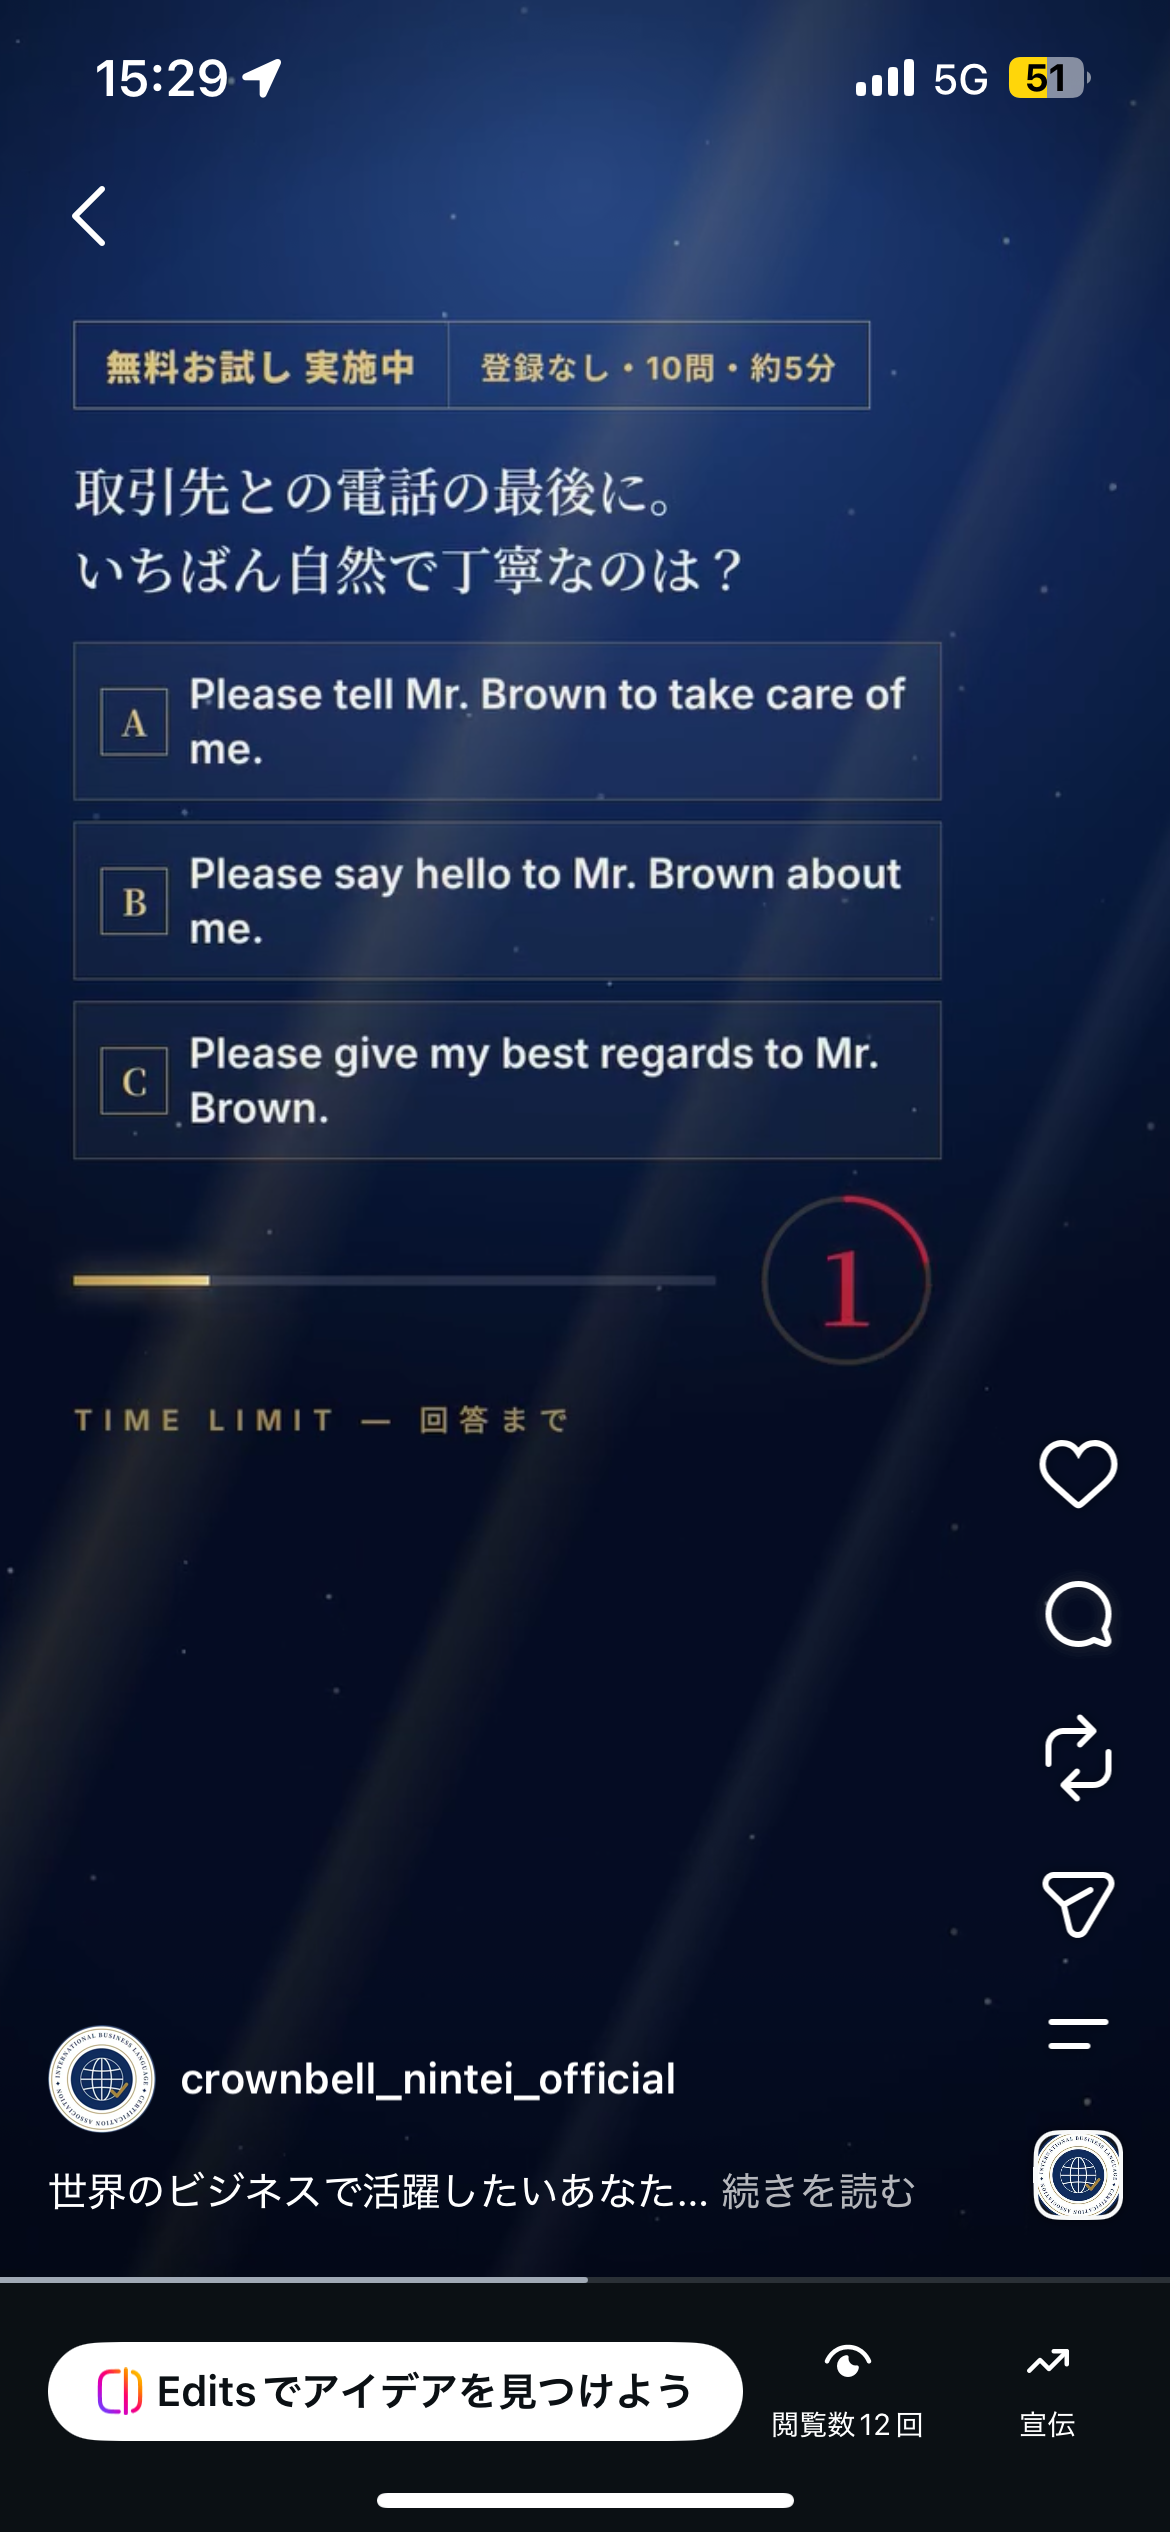 15:29
5G
51
無料お試し 実施中
登録なし・10問・約5分
取引先との電話の最後に。
いちばん自然で丁寧なのは？
A
Please tell Mr. Brown to take care of
me.
B
Please say hello to Mr. Brown about
me.
C
Please give my best regards to Mr.
Brown.
1
TIME LIMIT — 回答まで
INTERNATIONAL BUSINESS LANGUAGE CERTIFICATION ASSOCIATION
crownbell_nintei_official
世界のビジネスで活躍したいあなた... 続きを読む
Edits でアイデアを見つけよう
閲覧数12回
宣伝